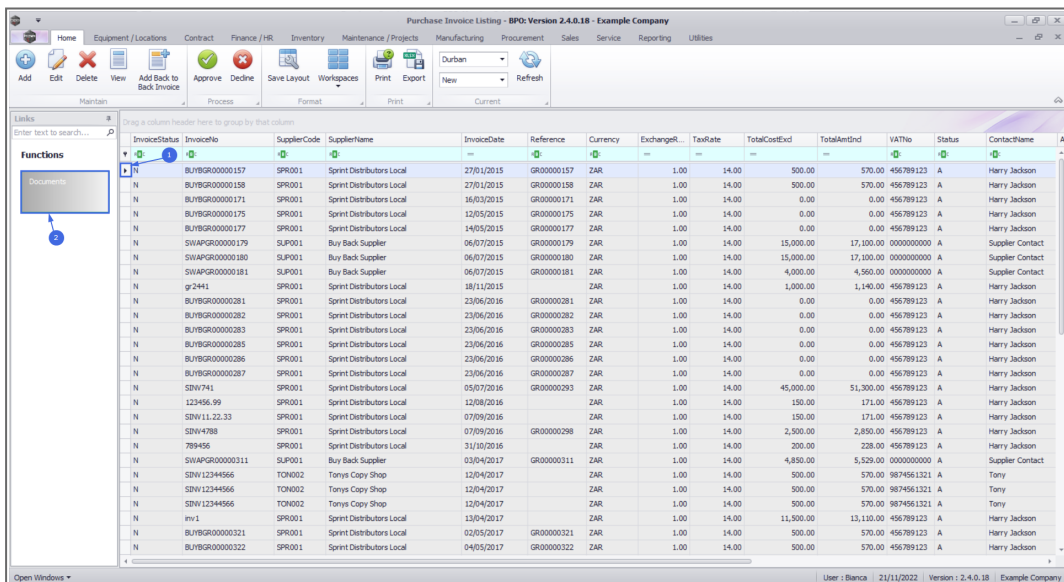 Purchase Invoice Listing - BPO: Version 2.4.0.18 - Example Company
Home Equipment / Locations Contract Finance / HR Inventory Maintenance / Projects Manufacturing Procurement Sales Service Reporting Utilities
Add Edit Delete View Add Back to Back Invoice Approve Decline Save Layout Workspaces Print Export Durban New Refresh
Maintain Process Format Print Current
Links
Enter text to search...
Functions
Documents
1
2
Drag a column header here to group by that column
InvoiceStatus InvoiceNo SupplierCode SupplierName InvoiceDate Reference Currency ExchangeR... TaxRate TotalCostExcl TotalAmtIncl VATNo Status ContactName
N BUYBGR00000157 SPR001 Sprint Distributors Local 27/01/2015 GR00000157 ZAR 1.00 14.00 500.00 570.00 456789123 A Harry Jackson
N BUYBGR00000158 SPR001 Sprint Distributors Local 27/01/2015 GR00000158 ZAR 1.00 14.00 500.00 570.00 456789123 A Harry Jackson
N BUYBGR00000171 SPR001 Sprint Distributors Local 16/03/2015 GR00000171 ZAR 1.00 14.00 0.00 0.00 456789123 A Harry Jackson
N BUYBGR00000175 SPR001 Sprint Distributors Local 12/05/2015 GR00000175 ZAR 1.00 14.00 0.00 0.00 456789123 A Harry Jackson
N BUYBGR00000177 SPR001 Sprint Distributors Local 14/05/2015 GR00000177 ZAR 1.00 14.00 0.00 0.00 456789123 A Harry Jackson
N SWAPGR00000179 SUP001 Buy Back Supplier 06/07/2015 GR00000179 ZAR 1.00 14.00 15,000.00 17,100.00 0000000000 A Supplier Contact
N SWAPGR00000180 SUP001 Buy Back Supplier 06/07/2015 GR00000180 ZAR 1.00 14.00 15,000.00 17,100.00 0000000000 A Supplier Contact
N SWAPGR00000181 SUP001 Buy Back Supplier 06/07/2015 GR00000181 ZAR 1.00 14.00 4,000.00 4,560.00 0000000000 A Supplier Contact
N gr2441 SPR001 Sprint Distributors Local 18/11/2015 ZAR 1.00 14.00 1,000.00 1,140.00 456789123 A Harry Jackson
N BUYBGR00000281 SPR001 Sprint Distributors Local 23/06/2016 GR00000281 ZAR 1.00 14.00 0.00 0.00 456789123 A Harry Jackson
N BUYBGR00000282 SPR001 Sprint Distributors Local 23/06/2016 GR00000282 ZAR 1.00 14.00 0.00 0.00 456789123 A Harry Jackson
N BUYBGR00000283 SPR001 Sprint Distributors Local 23/06/2016 GR00000283 ZAR 1.00 14.00 0.00 0.00 456789123 A Harry Jackson
N BUYBGR00000285 SPR001 Sprint Distributors Local 23/06/2016 GR00000285 ZAR 1.00 14.00 0.00 0.00 456789123 A Harry Jackson
N BUYBGR00000286 SPR001 Sprint Distributors Local 23/06/2016 GR00000286 ZAR 1.00 14.00 0.00 0.00 456789123 A Harry Jackson
N BUYBGR00000287 SPR001 Sprint Distributors Local 23/06/2016 GR00000287 ZAR 1.00 14.00 0.00 0.00 456789123 A Harry Jackson
N SINV741 SPR001 Sprint Distributors Local 05/07/2016 GR00000293 ZAR 1.00 14.00 45,000.00 51,300.00 456789123 A Harry Jackson
N 123456.99 SPR001 Sprint Distributors Local 12/08/2016 ZAR 1.00 14.00 150.00 171.00 456789123 A Harry Jackson
N SINV11.22.33 SPR001 Sprint Distributors Local 07/09/2016 ZAR 1.00 14.00 150.00 171.00 456789123 A Harry Jackson
N SINV4788 SPR001 Sprint Distributors Local 07/09/2016 GR00000298 ZAR 1.00 14.00 2,500.00 2,850.00 456789123 A Harry Jackson
N 789456 SPR001 Sprint Distributors Local 31/10/2016 ZAR 1.00 14.00 200.00 228.00 456789123 A Harry Jackson
N SWAPGR00000311 SUP001 Buy Back Supplier 03/04/2017 GR00000311 ZAR 1.00 14.00 4,850.00 5,529.00 0000000000 A Supplier Contact
N SINV12344566 TON002 Tonys Copy Shop 12/04/2017 ZAR 1.00 14.00 500.00 570.00 9874561321 A Tony
N SINV12344566 TON002 Tonys Copy Shop 12/04/2017 ZAR 1.00 14.00 500.00 570.00 9874561321 A Tony
N SINV12344566 TON002 Tonys Copy Shop 12/04/2017 ZAR 1.00 14.00 500.00 570.00 9874561321 A Tony
N inv1 SPR001 Sprint Distributors Local 13/04/2017 ZAR 1.00 14.00 11,500.00 13,110.00 456789123 A Harry Jackson
N BUYBGR00000321 SPR001 Sprint Distributors Local 02/05/2017 GR00000321 ZAR 1.00 14.00 500.00 570.00 456789123 A Harry Jackson
N BUYBGR00000322 SPR001 Sprint Distributors Local 04/05/2017 GR00000322 ZAR 1.00 14.00 500.00 570.00 456789123 A Harry Jackson
Open Windows User : Bianca 21/11/2022 Version : 2.4.0.18 Example Company